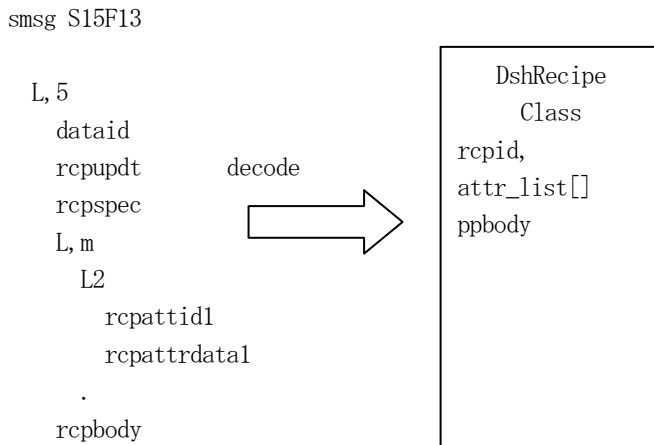 smsg S15F13
L,5
dataid
rcpupdt
rcpspec
L,m
L2
rcpattid1
rcpattrdata1
.
rcpbody
decode
DshRecipe
Class
rcpid,
attr_list[]
ppbody